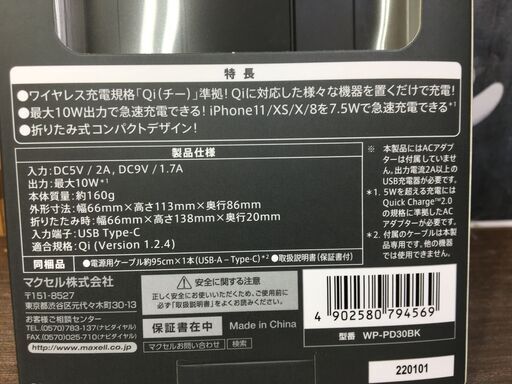 特長
●ワイヤレス充電規格「Qi(チー)」準拠!Qiに対応した様々な機器を置くだけで充電!
●最大10W出力で急速充電できる!iPhone11/XS/X/8を7.5Wで急速充電できる*1
●折りたたみ式コンパクトデザイン!
製品仕様
入力:DC5V / 2A, DC9V / 1.7A
出力:最大10W*1
本体質量:約160g
外形寸法:幅66mm×高さ113mm×奥行86mm
折りたたみ時:幅66mm×高さ138mm×奥行20mm
入力端子:USB Type-C
適合規格:Qi (Version 1.2.4)
同梱品 ●電源用ケーブル約95cm×1本(USB-A – Type-C)*2 ●取扱説明書(保証書付)
※ 本製品にはACアダプ
ターは付属していませ
ん。出力電流2A以上の
USB充電器が必要です。
*1. 5Wを超える充電には
Quick Charge™2.0
の規格に準拠したAC
アダプターが必要です。
*2. 付属のケーブルは本製
品専用です。他の機器
では使用できません。
マクセル株式会社
〒151-8527
東京都渋谷区元代々木町30-13
お客様ご相談センター
TEL.(0570)783-137(ナビダイヤル)
FAX.(0570)025-710(ナビダイヤル)
http://www.maxell.co.jp
安全に関するご注意
正しく安全にお使いいただくため、ご使用前に
必ず「取扱説明書」をよくお読みください。
保証書在中 Made in China
マクセルお問い合わせ 検索
4 902580 794569
型番 WP-PD30BK
220101